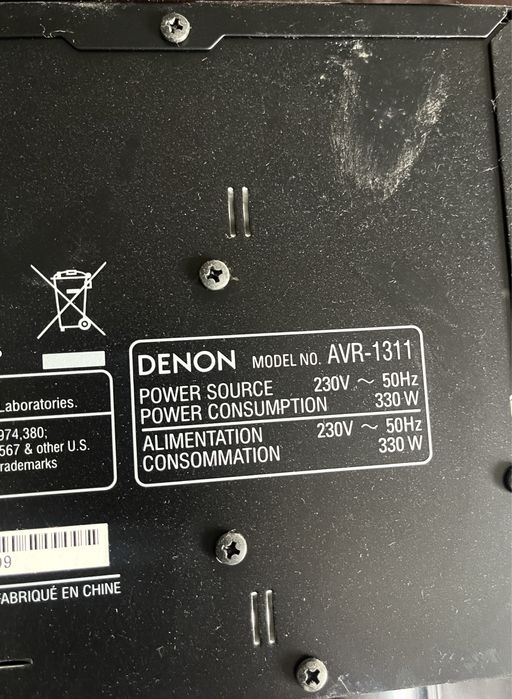 DENON MODEL NO. AVR-1311
POWER SOURCE 230V ～ 50Hz
POWER CONSUMPTION 330 W
ALIMENTATION 230V ～ 50Hz
CONSOMMATION 330 W
Laboratories.
974,380;
567 & other U.S.
rademarks
99
FABRIQUÉ EN CHINE